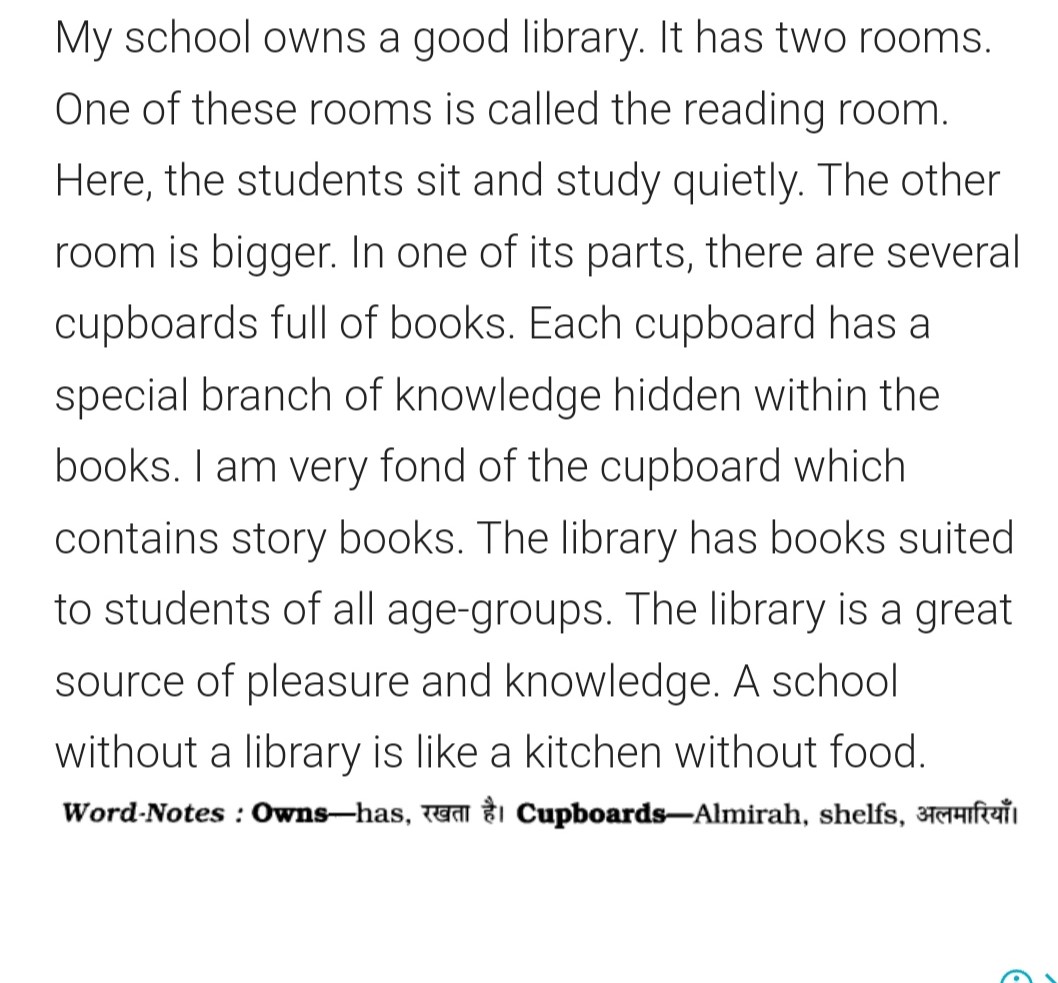 My school owns a good library. It has two rooms.
One of these rooms is called the reading room.
Here, the students sit and study quietly. The other
room is bigger. In one of its parts, there are several
cupboards full of books. Each cupboard has a
special branch of knowledge hidden within the
books. I am very fond of the cupboard which
contains story books. The library has books suited
to students of all age-groups. The library is a great
source of pleasure and knowledge. A school
without a library is like a kitchen without food.
Word-Notes : Owns—has, रखता है। Cupboards—Almirah, shelfs, अलमारियाँ।